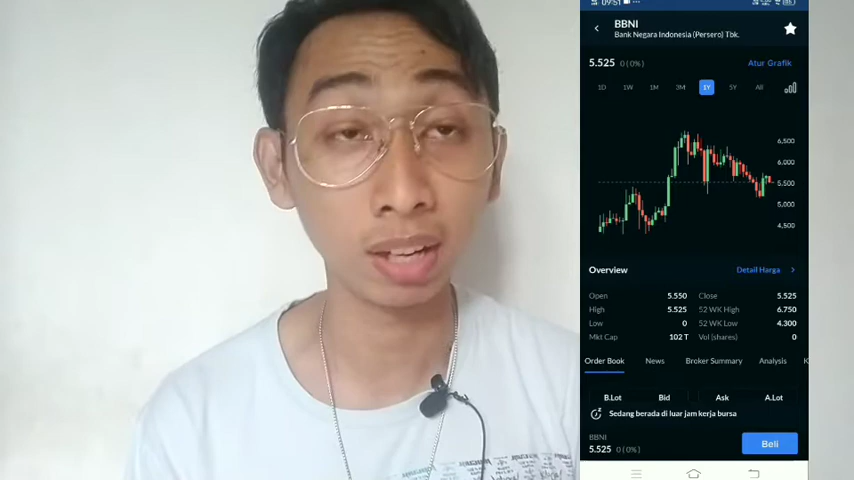 09:51
BBNI
Bank Negara Indonesia (Persero) Tbk.
5.525 0 (0%)
Atur Grafik
1D 1W 1M 3M 1Y 5Y All
6,500
6,000
5,500
5,000
4,500
Overview
Detail Harga
Open 5.550 Close 5.525
High 5.525 52 WK High 6.750
Low 0 52 WK Low 4.300
Mkt Cap 102 T Vol (shares) 0
Order Book News Broker Summary Analysis K
B.Lot Bid Ask A.Lot
Sedang berada di luar jam kerja bursa
BBNI
5.525 0 (0%)
Beli